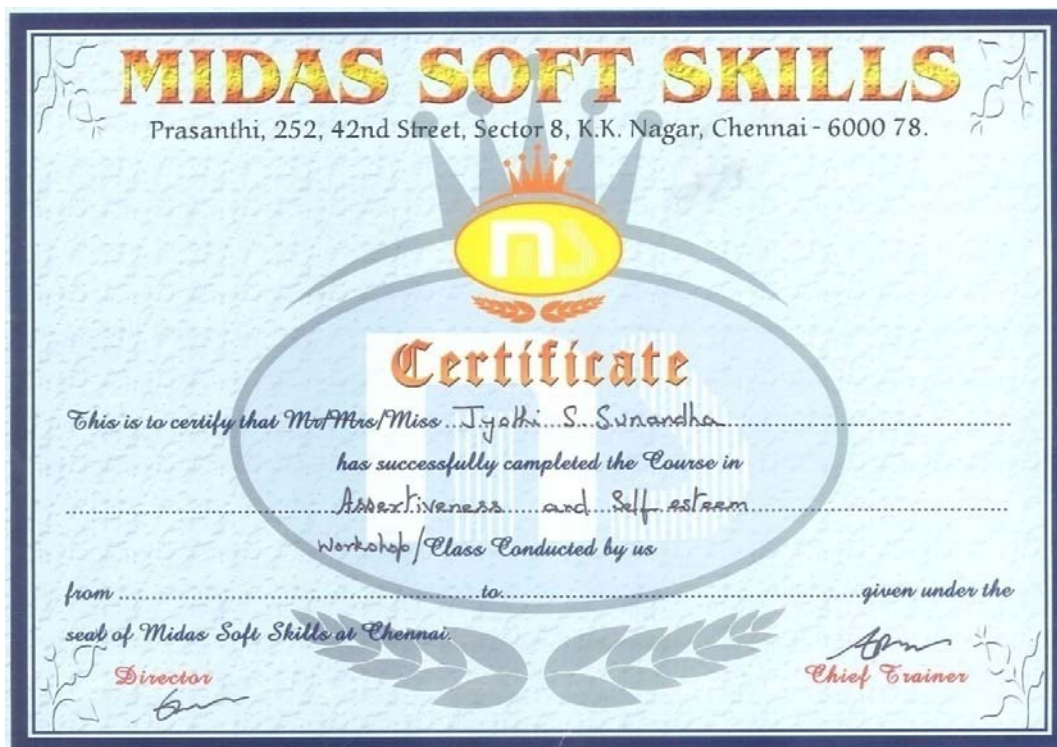 MIDAS SOFT SKILLS
Prasanthi, 252, 42nd Street, Sector 8, K.K. Nagar, Chennai - 6000 78.
ms
Certificate
This is to certify that Mr/Mrs/Miss Jyothi S. Sunandha
has successfully completed the Course in
Assertiveness and Self esteem
Workshop/Class Conducted by us
from ........ to ........ given under the
seal of Midas Soft Skills at Chennai.
Director
Chief Trainer